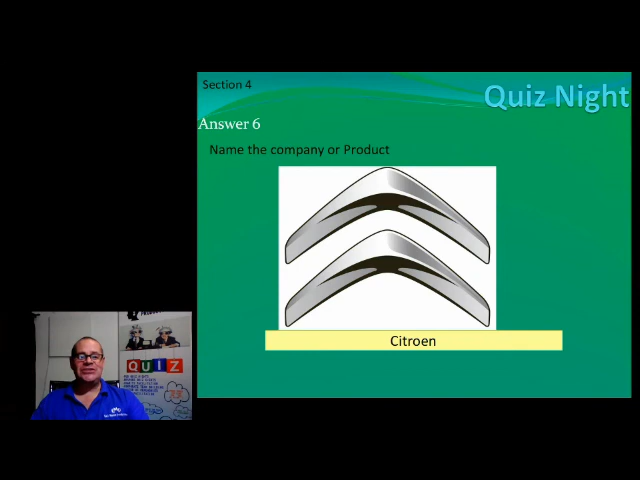 Section 4
Quiz Night
Answer 6
Name the company or Product
Citroen
QUIZ